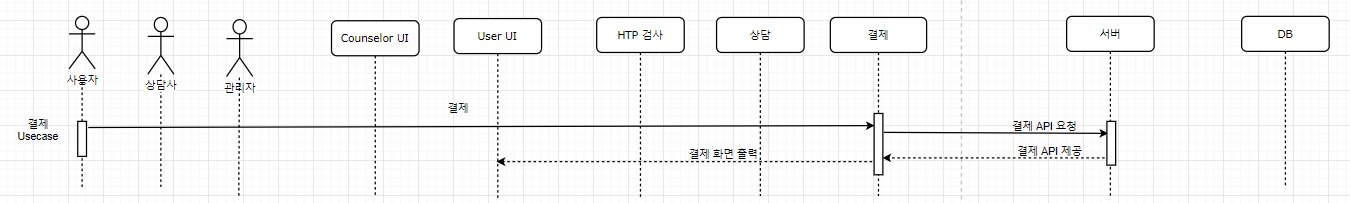 Counselor UI
User UI
HTP 검사
상담
결제
서버
DB
사용자
상담사
관리자
결제
결제
Usecase
결제 API 요청
결제 API 제공
결제 화면 출력